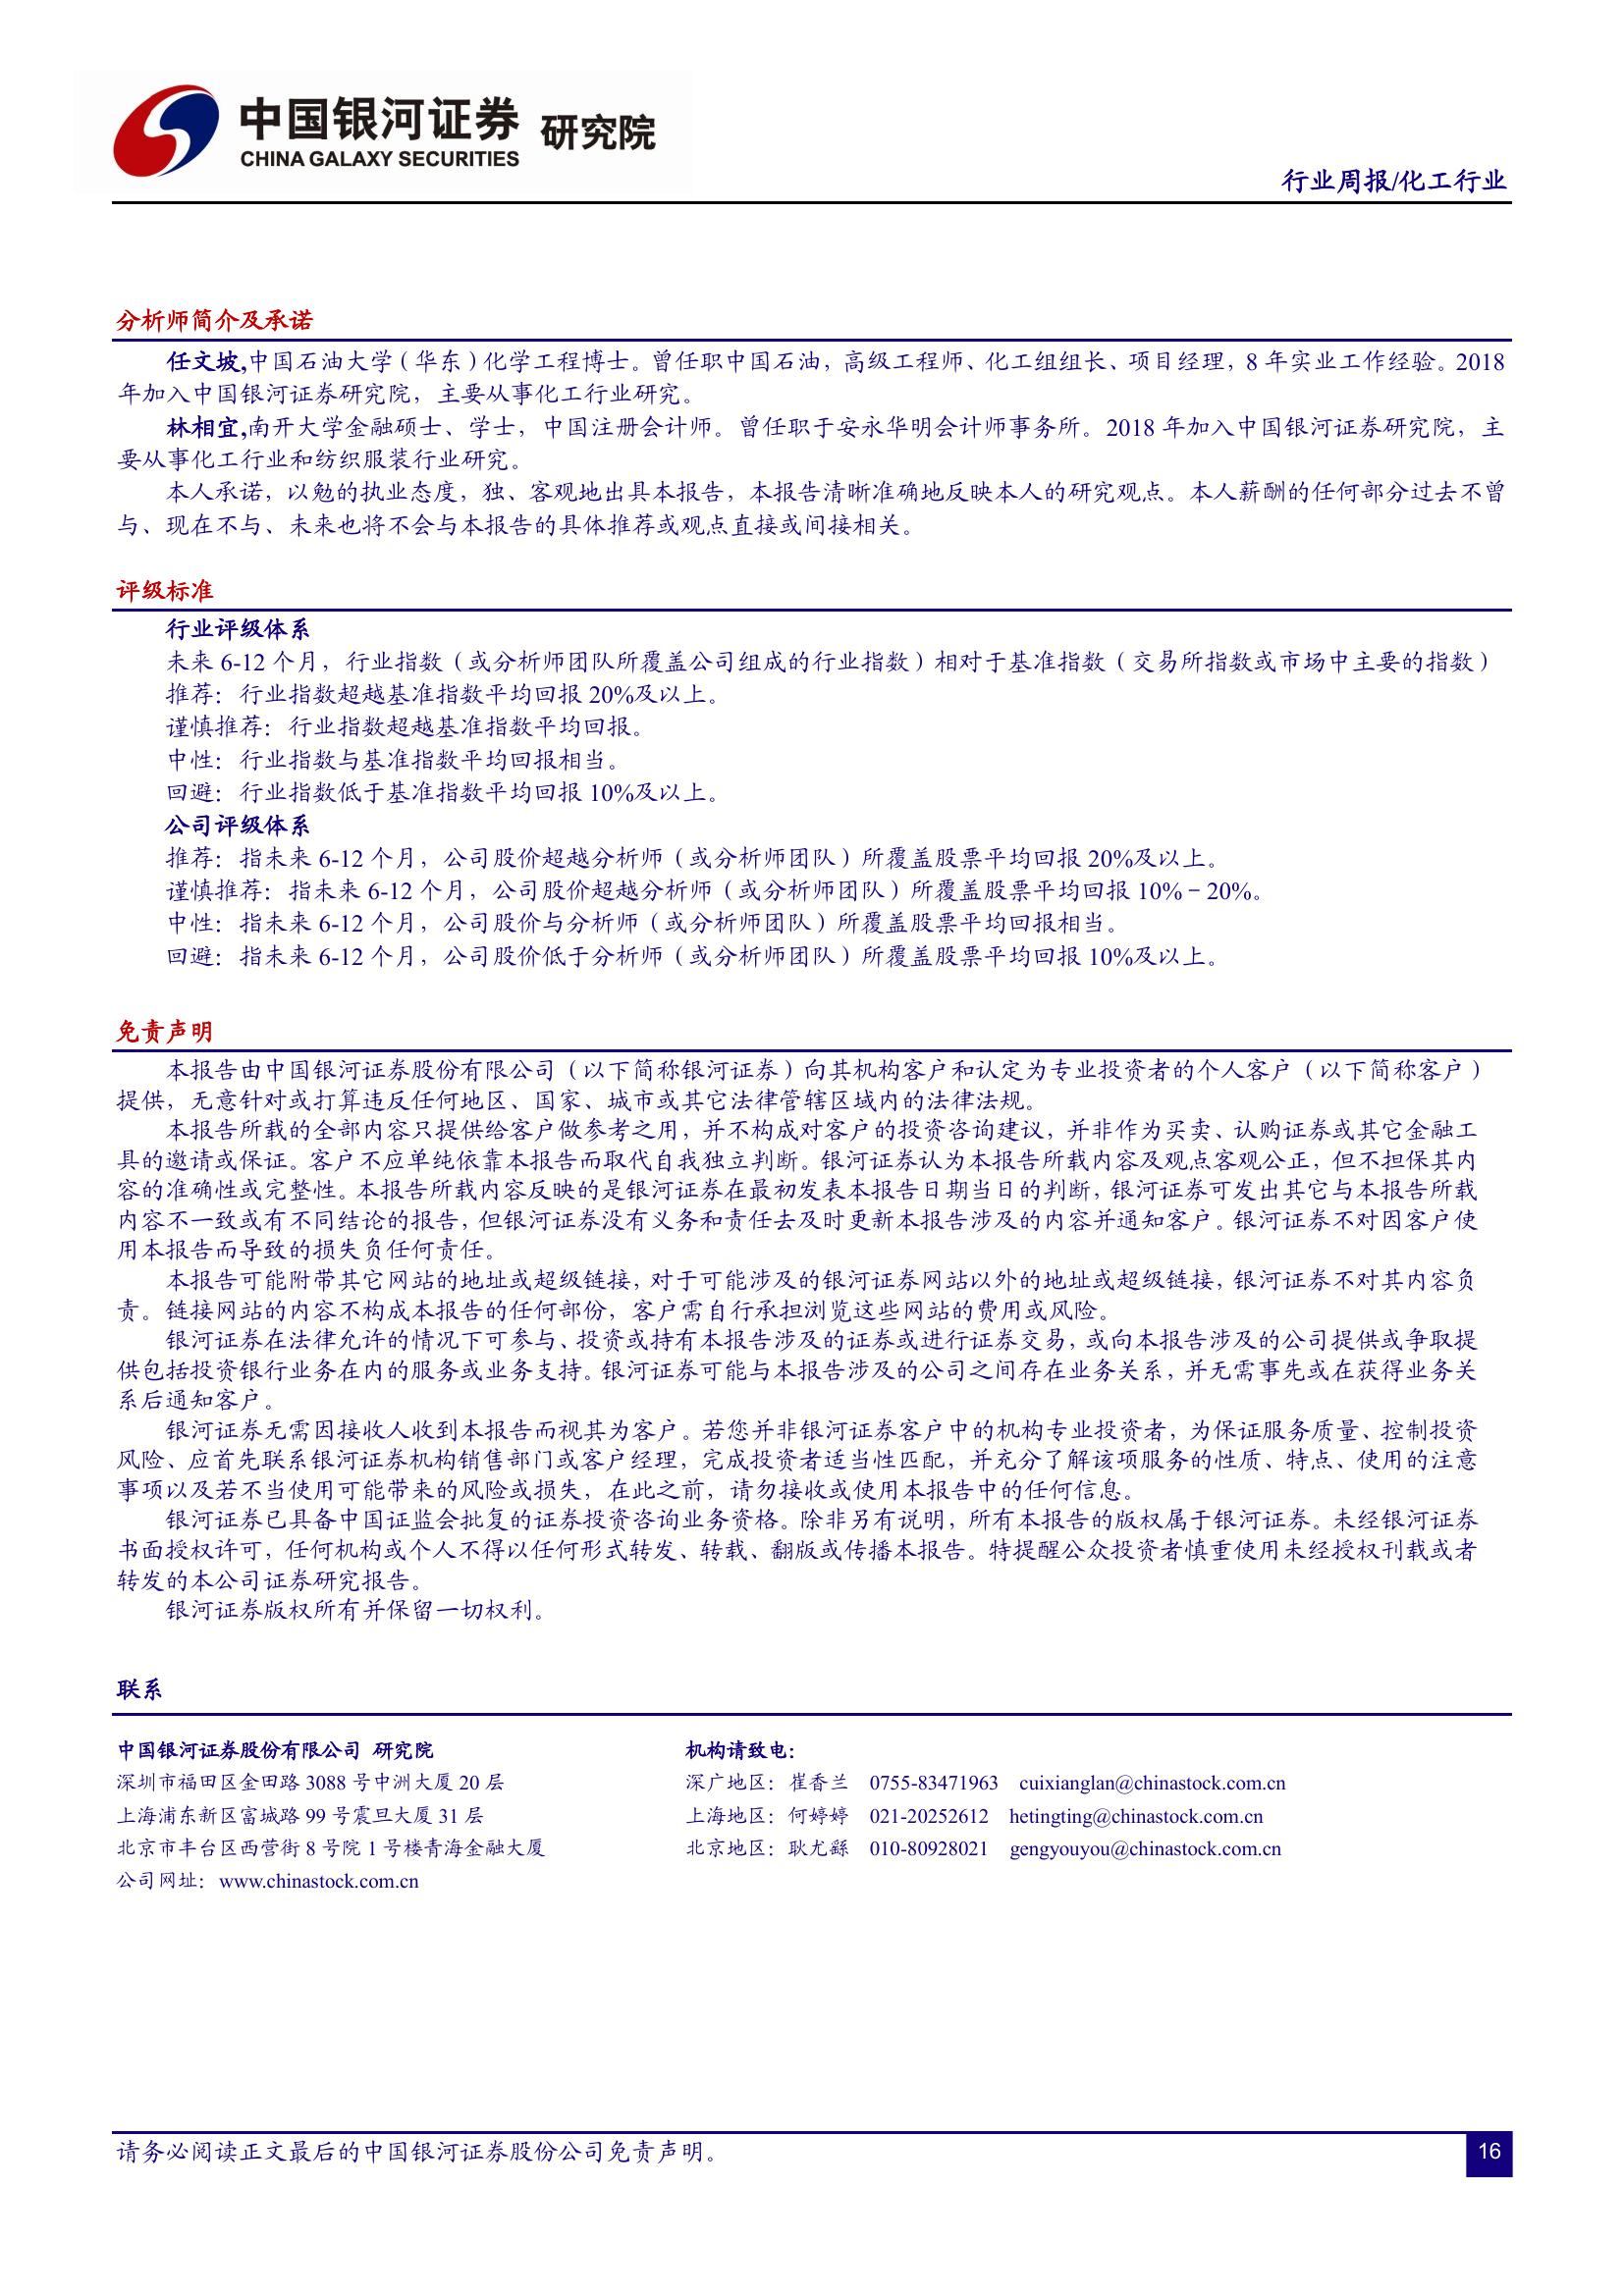 中国银河证券 研究院
CHINA GALAXY SECURITIES
行业周报/化工行业
分析师简介及承诺
任文坡,中国石油大学（华东）化学工程博士。曾任职中国石油，高级工程师、化工组组长、项目经理，8 年实业工作经验。2018
年加入中国银河证券研究院，主要从事化工行业研究。
林相宜,南开大学金融硕士、学士，中国注册会计师。曾任职于安永华明会计师事务所。2018 年加入中国银河证券研究院，主
要从事化工行业和纺织服装行业研究。
本人承诺，以勉的执业态度，独、客观地出具本报告，本报告清晰准确地反映本人的研究观点。本人薪酬的任何部分过去不曾
与、现在不与、未来也将不会与本报告的具体推荐或观点直接或间接相关。
评级标准
行业评级体系
未来 6-12 个月，行业指数（或分析师团队所覆盖公司组成的行业指数）相对于基准指数（交易所指数或市场中主要的指数）
推荐：行业指数超越基准指数平均回报 20%及以上。
谨慎推荐：行业指数超越基准指数平均回报。
中性：行业指数与基准指数平均回报相当。
回避：行业指数低于基准指数平均回报 10%及以上。
公司评级体系
推荐：指未来 6-12 个月，公司股价超越分析师（或分析师团队）所覆盖股票平均回报 20%及以上。
谨慎推荐：指未来 6-12 个月，公司股价超越分析师（或分析师团队）所覆盖股票平均回报 10%－20%。
中性：指未来 6-12 个月，公司股价与分析师（或分析师团队）所覆盖股票平均回报相当。
回避：指未来 6-12 个月，公司股价低于分析师（或分析师团队）所覆盖股票平均回报 10%及以上。
免责声明
本报告由中国银河证券股份有限公司（以下简称银河证券）向其机构客户和认定为专业投资者的个人客户（以下简称客户）
提供，无意针对或打算违反任何地区、国家、城市或其它法律管辖区域内的法律法规。
本报告所载的全部内容只提供给客户做参考之用，并不构成对客户的投资咨询建议，并非作为买卖、认购证券或其它金融工
具的邀请或保证。客户不应单纯依靠本报告而取代自我独立判断。银河证券认为本报告所载内容及观点客观公正，但不担保其内
容的准确性或完整性。本报告所载内容反映的是银河证券在最初发表本报告日期当日的判断，银河证券可发出其它与本报告所载
内容不一致或有不同结论的报告，但银河证券没有义务和责任去及时更新本报告涉及的内容并通知客户。银河证券不对因客户使
用本报告而导致的损失负任何责任。
本报告可能附带其它网站的地址或超级链接，对于可能涉及的银河证券网站以外的地址或超级链接，银河证券不对其内容负
责。链接网站的内容不构成本报告的任何部份，客户需自行承担浏览这些网站的费用或风险。
银河证券在法律允许的情况下可参与、投资或持有本报告涉及的证券或进行证券交易，或向本报告涉及的公司提供或争取提
供包括投资银行业务在内的服务或业务支持。银河证券可能与本报告涉及的公司之间存在业务关系，并无需事先或在获得业务关
系后通知客户。
银河证券无需因接收人收到本报告而视其为客户。若您并非银河证券客户中的机构专业投资者，为保证服务质量、控制投资
风险、应首先联系银河证券机构销售部门或客户经理，完成投资者适当性匹配，并充分了解该项服务的性质、特点、使用的注意
事项以及若不当使用可能带来的风险或损失，在此之前，请勿接收或使用本报告中的任何信息。
银河证券已具备中国证监会批复的证券投资咨询业务资格。除非另有说明，所有本报告的版权属于银河证券。未经银河证券
书面授权许可，任何机构或个人不得以任何形式转发、转载、翻版或传播本报告。特提醒公众投资者慎重使用未经授权刊载或者
转发的本公司证券研究报告。
银河证券版权所有并保留一切权利。
联系
中国银河证券股份有限公司 研究院 机构请致电：
深圳市福田区金田路 3088 号中洲大厦 20 层 深广地区：崔香兰 0755-83471963 cuixianglan@chinastock.com.cn
上海浦东新区富城路 99 号震旦大厦 31 层 上海地区：何婷婷 021-20252612 hetingting@chinastock.com.cn
北京市丰台区西营街 8 号院 1 号楼青海金融大厦 北京地区：耿尤繇 010-80928021 gengyouyou@chinastock.com.cn
公司网址：www.chinastock.com.cn
请务必阅读正文最后的中国银河证券股份公司免责声明。
16